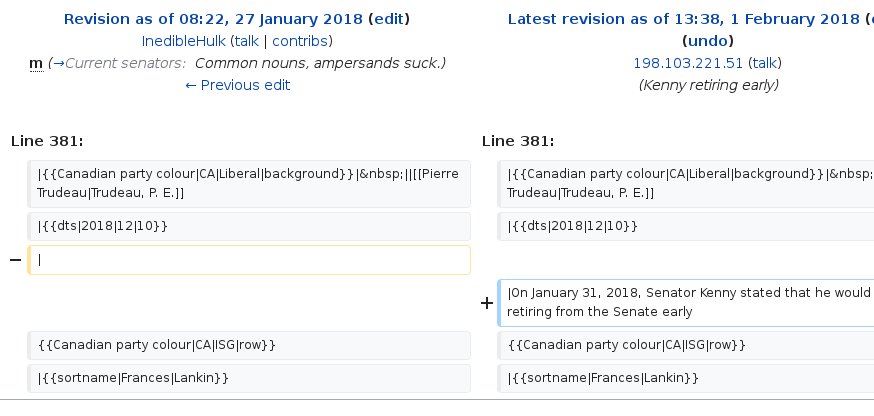 Revision as of 08:22, 27 January 2018 (edit)
InedibleHulk (talk | contribs)
m (→Current senators: Common nouns, ampersands suck.)
← Previous edit
Latest revision as of 13:38, 1 February 2018 (
(undo)
198.103.221.51 (talk)
(Kenny retiring early)
Line 381:
Line 381:
|{{Canadian party colour|CA|Liberal|background}}|&nbsp;||[[Pierre
Trudeau|Trudeau, P. E.]]
|{{Canadian party colour|CA|Liberal|background}}|&nbsp;
Trudeau|Trudeau, P. E.]]
|{{dts|2018|12|10}}
|{{dts|2018|12|10}}
− |
+ |On January 31, 2018, Senator Kenny stated that he would
retiring from the Senate early
{{Canadian party colour|CA|ISG|row}}
{{Canadian party colour|CA|ISG|row}}
|{{sortname|Frances|Lankin}}
|{{sortname|Frances|Lankin}}